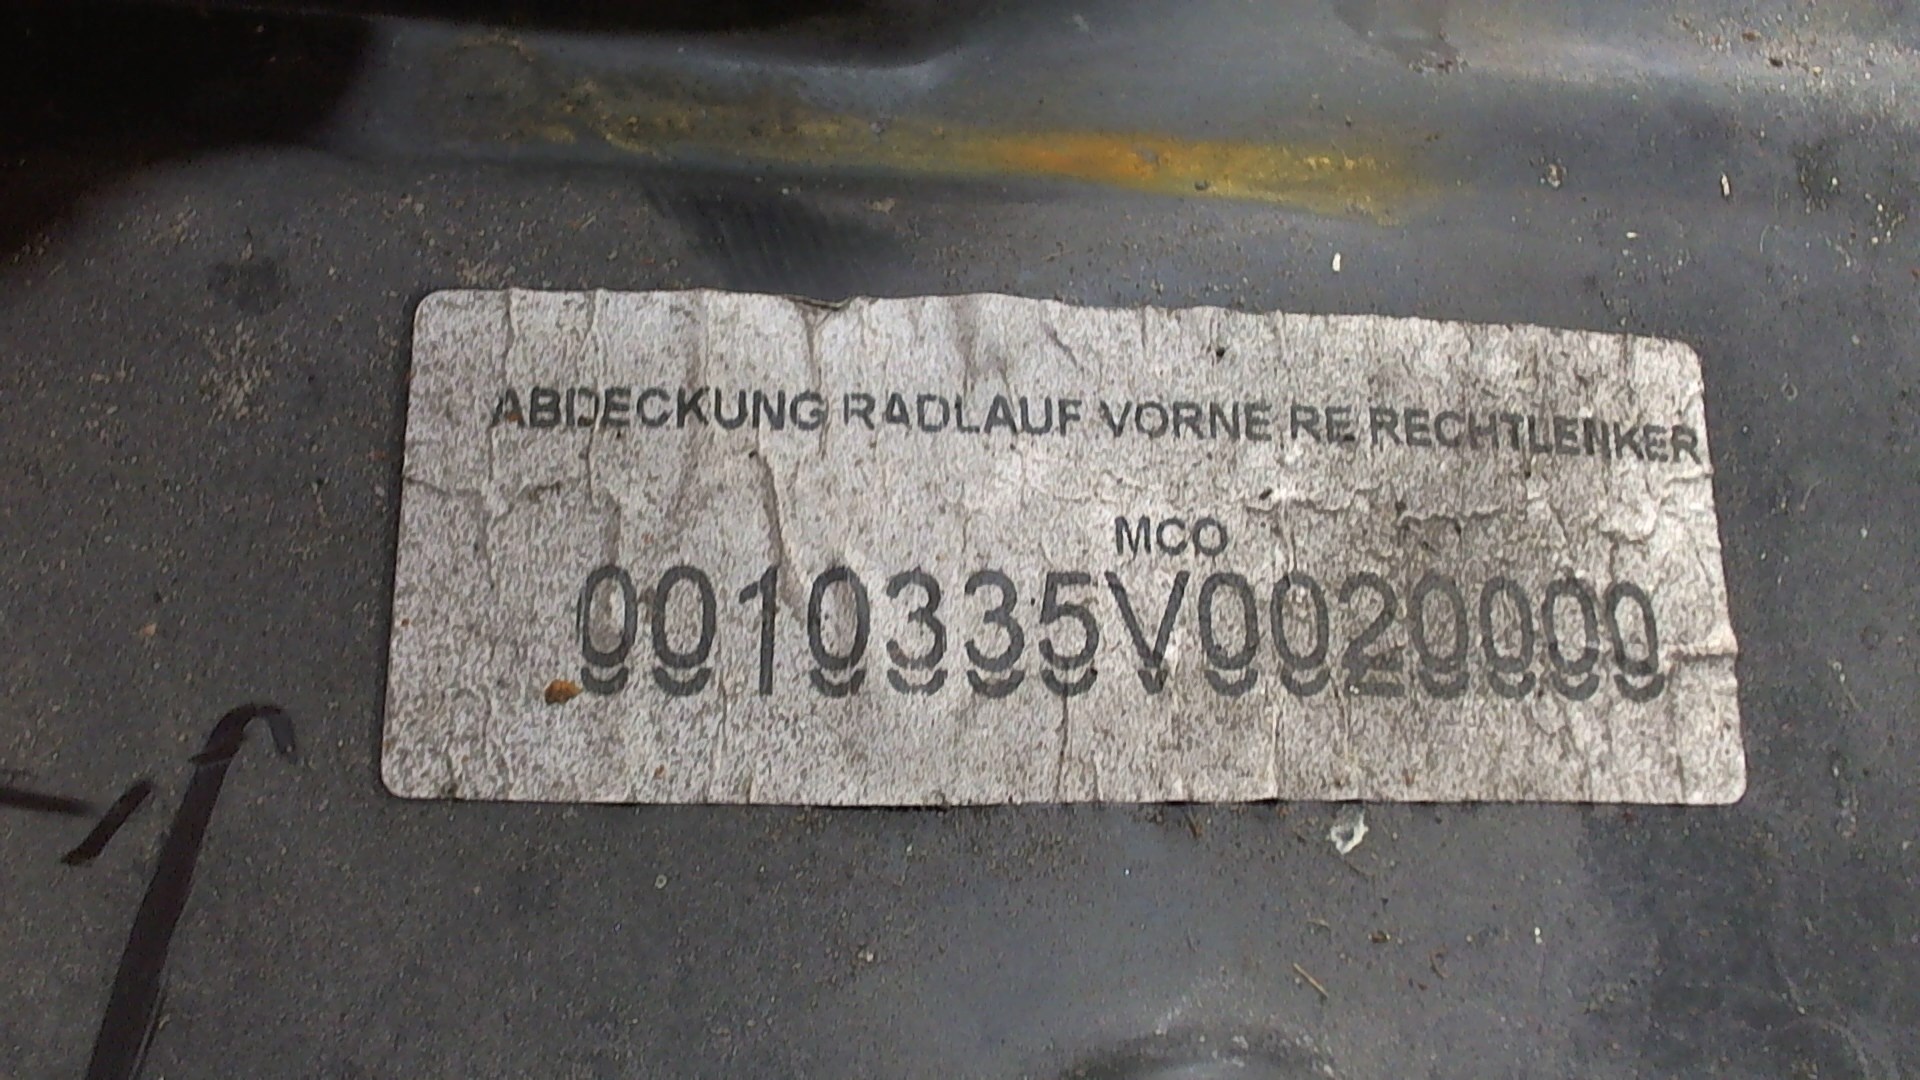 ABDECKUNG RADLAUF VORNE RE RECHTLENKER
MCO
0010335V0020000